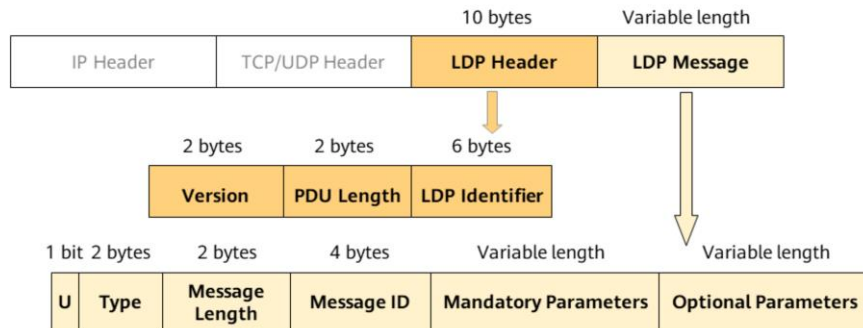 10 bytes Variable length
IP Header TCP/UDP Header LDP Header LDP Message
2 bytes 2 bytes 6 bytes
Version PDU Length LDP Identifier
1 bit 2 bytes 2 bytes 4 bytes Variable length Variable length
U Type Message Length Message ID Mandatory Parameters Optional Parameters